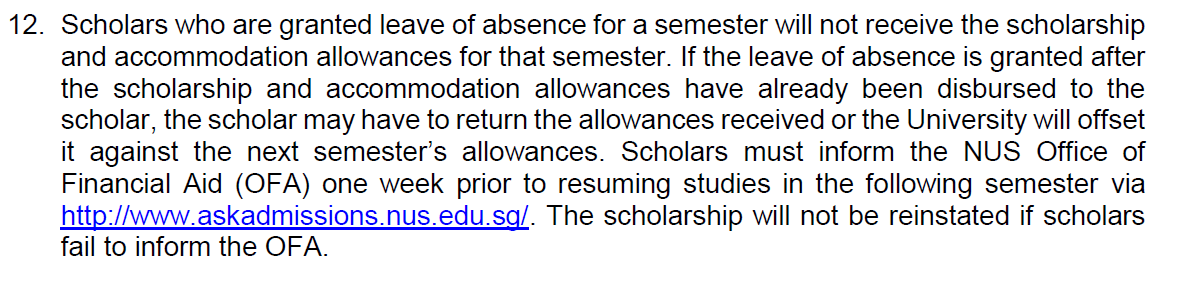 12. Scholars who are granted leave of absence for a semester will not receive the scholarship
and accommodation allowances for that semester. If the leave of absence is granted after
the scholarship and accommodation allowances have already been disbursed to the
scholar, the scholar may have to return the allowances received or the University will offset
it against the next semester’s allowances. Scholars must inform the NUS Office of
Financial Aid (OFA) one week prior to resuming studies in the following semester via
http://www.askadmissions.nus.edu.sg/. The scholarship will not be reinstated if scholars
fail to inform the OFA.